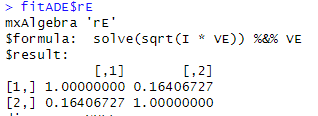 > fitADE$rE
mxAlgebra 'rE'
$formula:  solve(sqrt(I * VE)) %&% VE
$result:
           [,1]       [,2]
[1,] 1.00000000 0.16406727
[2,] 0.16406727 1.00000000